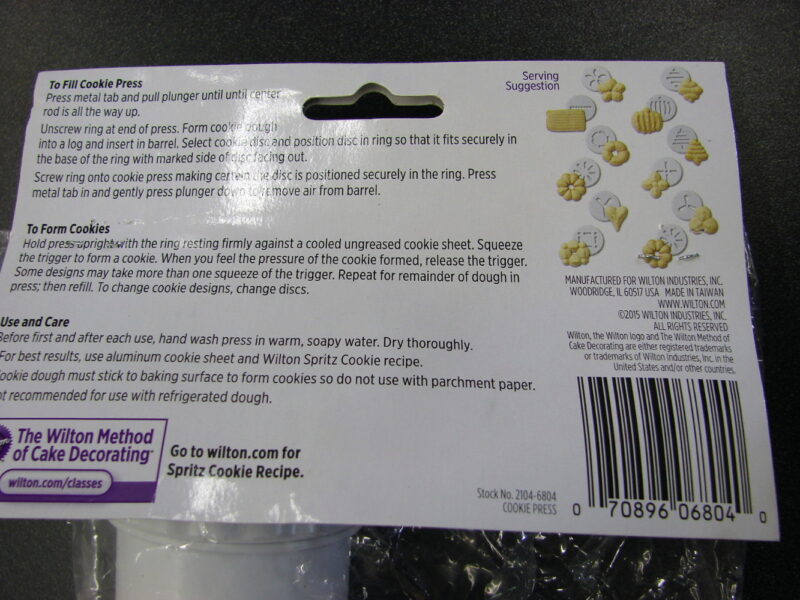 To Fill Cookie Press
Press metal tab and pull plunger until until center
rod is all the way up.
Unscrew ring at end of press. Form cookie dough
into a log and insert in barrel. Select cookie disc and position disc in ring so that it fits securely in
the base of the ring with marked side of disc facing out.
Screw ring onto cookie press making certain the disc is positioned securely in the ring. Press
metal tab in and gently press plunger down to remove air from barrel.
To Form Cookies
Hold press upright with the ring resting firmly against a cooled ungreased cookie sheet. Squeeze
the trigger to form a cookie. When you feel the pressure of the cookie formed, release the trigger.
Some designs may take more than one squeeze of the trigger. Repeat for remainder of dough in
press; then refill. To change cookie designs, change discs.
Use and Care
Before first and after each use, hand wash press in warm, soapy water. Dry thoroughly.
For best results, use aluminum cookie sheet and Wilton Spritz Cookie recipe.
ookie dough must stick to baking surface to form cookies so do not use with parchment paper.
ot recommended for use with refrigerated dough.
The Wilton Method
of Cake Decorating
wilton.com/classes
Go to wilton.com for
Spritz Cookie Recipe.
Serving
Suggestion
MANUFACTURED FOR WILTON INDUSTRIES, INC.
WOODRIDGE, IL 60517 USA MADE IN TAIWAN
WWW.WILTON.COM
©2015 WILTON INDUSTRIES, INC.
ALL RIGHTS RESERVED
Wilton, the Wilton logo and The Wilton Method of
Cake Decorating are either registered trademarks
or trademarks of Wilton Industries, Inc. in the
United States and/or other countries.
Stock No. 2104-6804
COOKIE PRESS
0 70896 06804 0